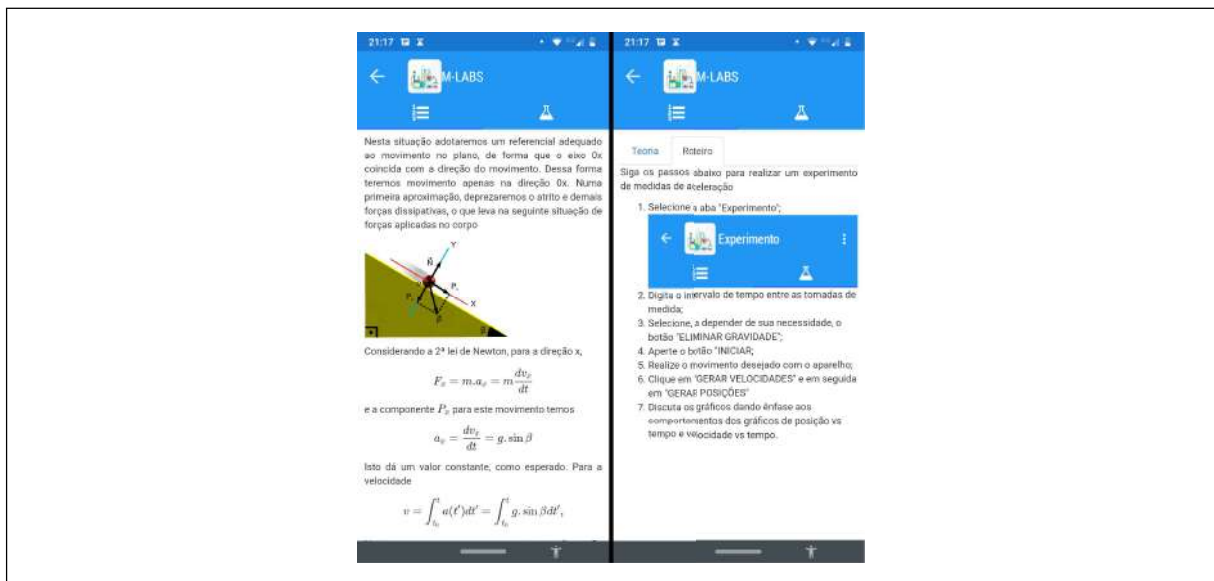 21:17
M-LABS
Nesta situação adotaremos um referencial adequado
ao movimento no plano, de forma que o eixo 0x
coincida com a direção do movimento. Dessa forma
teremos movimento apenas na direção 0x. Numa
primeira aproximação, deprezaremos o atrito e demais
forças dissipativas, o que leva na seguinte situação de
forças aplicadas no corpo
Y
N
X
β
Considerando a 2ª lei de Newton, para a direção x,
F_x = m.a_x = m dv_x/dt
e a componente P_x para este movimento temos
a_x = dv_x/dt = g. sin β
Isto dá um valor constante, como esperado. Para a
velocidade
v = ∫_{t_0}^{t} a(t')dt' = ∫_{t_0}^{t} g. sin βdt',
21:17
M-LABS
Teoria Roteiro
Siga os passos abaixo para realizar um experimento
de medidas de aceleração
1. Selecione a aba "Experimento";
Experimento
2. Digite o intervalo de tempo entre as tomadas de
medida;
3. Selecione, a depender de sua necessidade, o
botão "ELIMINAR GRAVIDADE";
4. Aperte o botão "INICIAR;
5. Realize o movimento desejado com o aparelho;
6. Clique em "GERAR VELOCIDADES" e em seguida
em "GERAR POSIÇÕES"
7. Discuta os gráficos dando ênfase aos
comportamentos dos gráficos de posição vs
tempo e velocidade vs tempo.